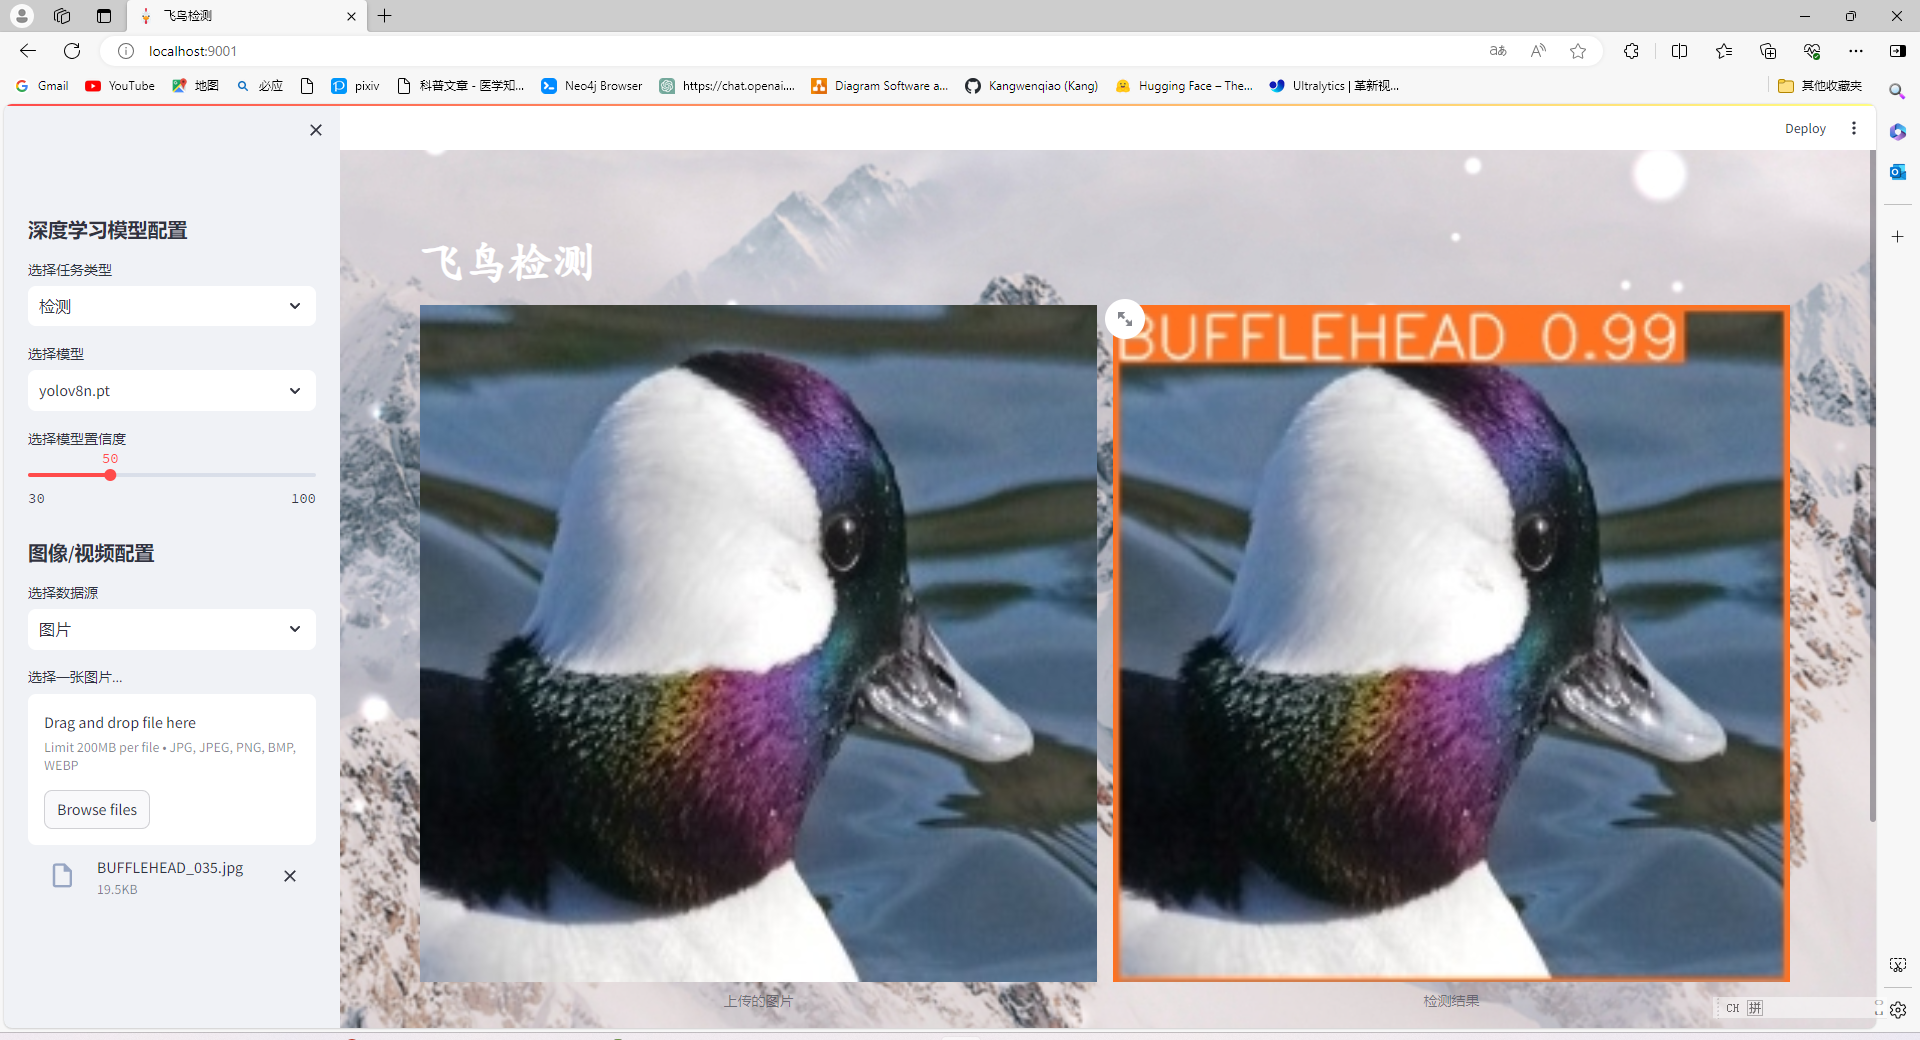 飞鸟检测
localhost:9001
Gmail
YouTube
地图
必应
pixiv
科普文章 - 医学知...
Neo4j Browser
https://chat.openai....
Diagram Software a...
Kangwenqiao (Kang)
Hugging Face – The...
Ultralytics | 革新视...
其他收藏夹
Deploy
深度学习模型配置
选择任务类型
检测
选择模型
yolov8n.pt
选择模型置信度
50
30 100
图像/视频配置
选择数据源
图片
选择一张图片...
Drag and drop file here
Limit 200MB per file • JPG, JPEG, PNG, BMP,
WEBP
Browse files
BUFFLEHEAD_035.jpg
19.5KB
飞鸟检测
BUFFLEHEAD 0.99
上传的图片
检测结果
CH 拼